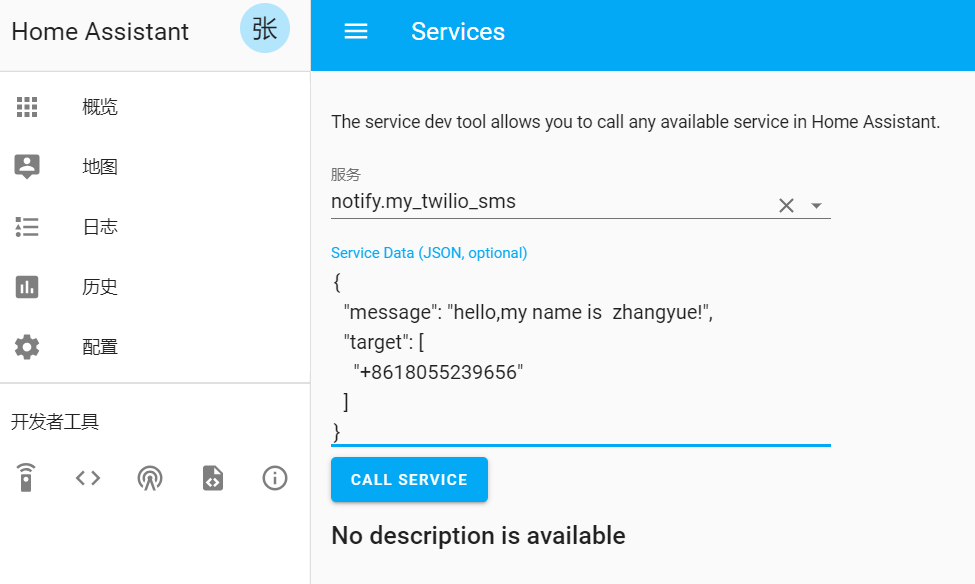 Home Assistant
张
Services
概览
地图
日志
历史
配置
开发者工具
The service dev tool allows you to call any available service in Home Assistant.
服务
notify.my_twilio_sms
Service Data (JSON, optional)
{
"message": "hello,my name is  zhangyue!",
"target": [
"+8618055239656"
]
}
CALL SERVICE
No description is available